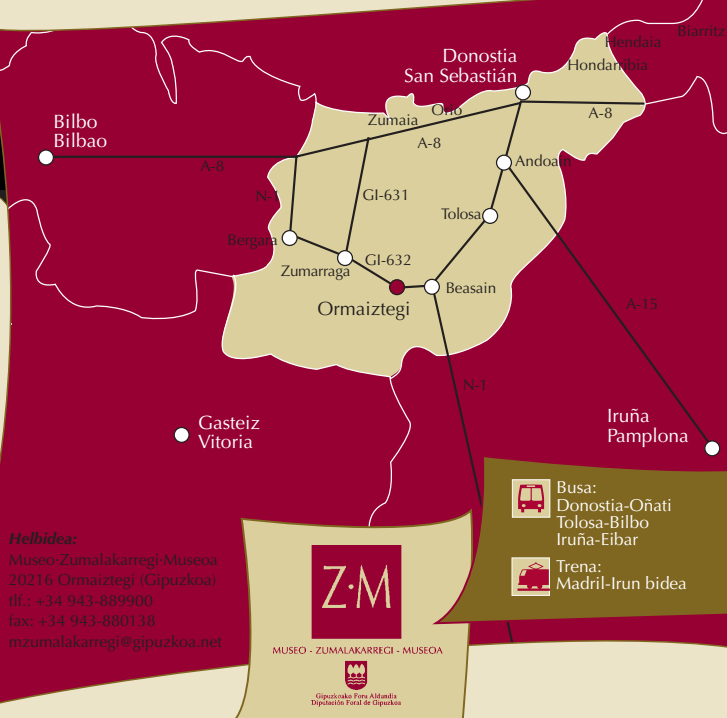 Biarritz
Hendaia
Hondarribia
Donostia
San Sebastián
Orio
Zumaia
A-8
A-8
Bilbo
Bilbao
A-8
Andoain
N-1
GI-631
Tolosa
Bergara
GI-632
Zumarraga
Beasain
Ormaiztegi
A-15
N-1
Gasteiz
Vitoria
Iruña
Pamplona
Busa:
Donostia-Oñati
Tolosa-Bilbo
Iruña-Eibar
Trena:
Madril-Irun bidea
Helbidea:
Museo·Zumalakarregi·Museoa
20216 Ormaiztegi (Gipuzkoa)
tlf.: +34 943-889900
fax: +34 943-880138
mzumalakarregi@gipuzkoa.net
Z·M
MUSEO - ZUMALAKARREGI - MUSEOA
Gipuzkoako Foru Aldundia
Diputación Foral de Gipuzkoa